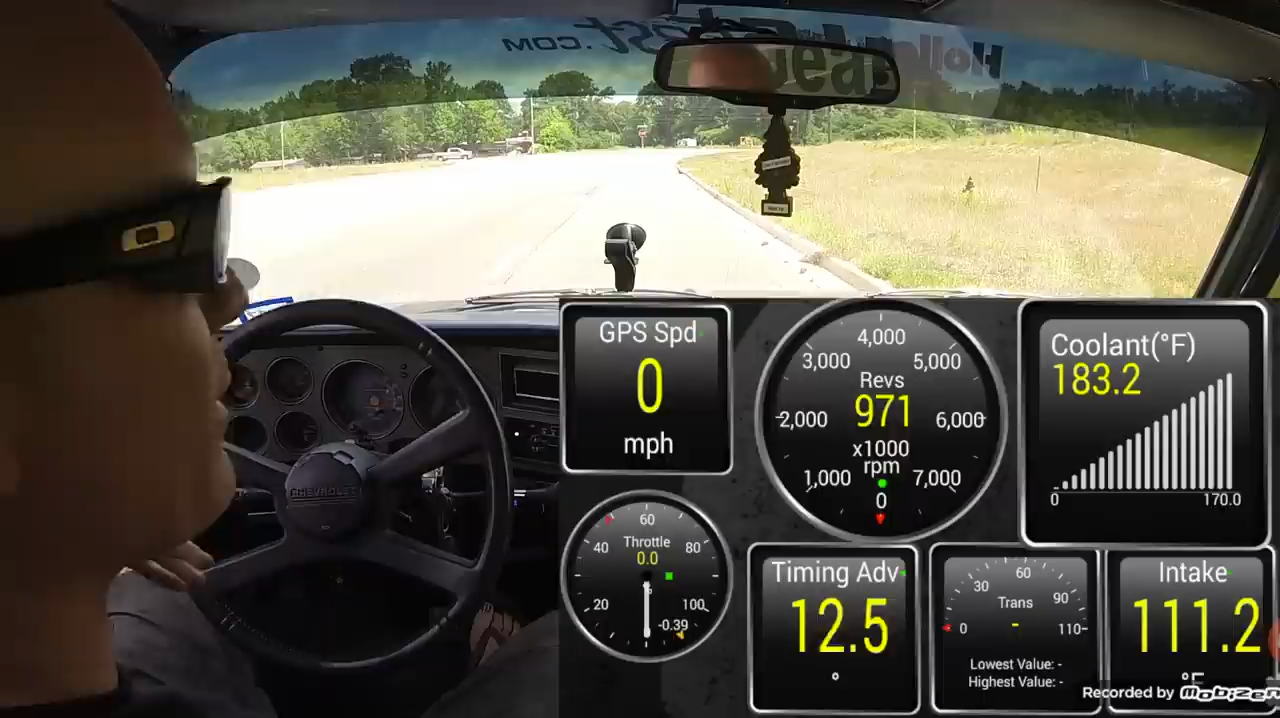 .COM
GPS Spd
0
mph
4,000
3,000
5,000
Revs
971
2,000
6,000
x1000
rpm
1,000
7,000
0
Coolant(°F)
183.2
0
170.0
60
Throttle
40
80
0.0
%
20
100
-0.39
Timing Adv
12.5
°
60
30
90
Trans
-
0
110
Lowest Value: -
Highest Value: -
Intake
111.2
°F
CHEVROLET
Recorded by Mobizen